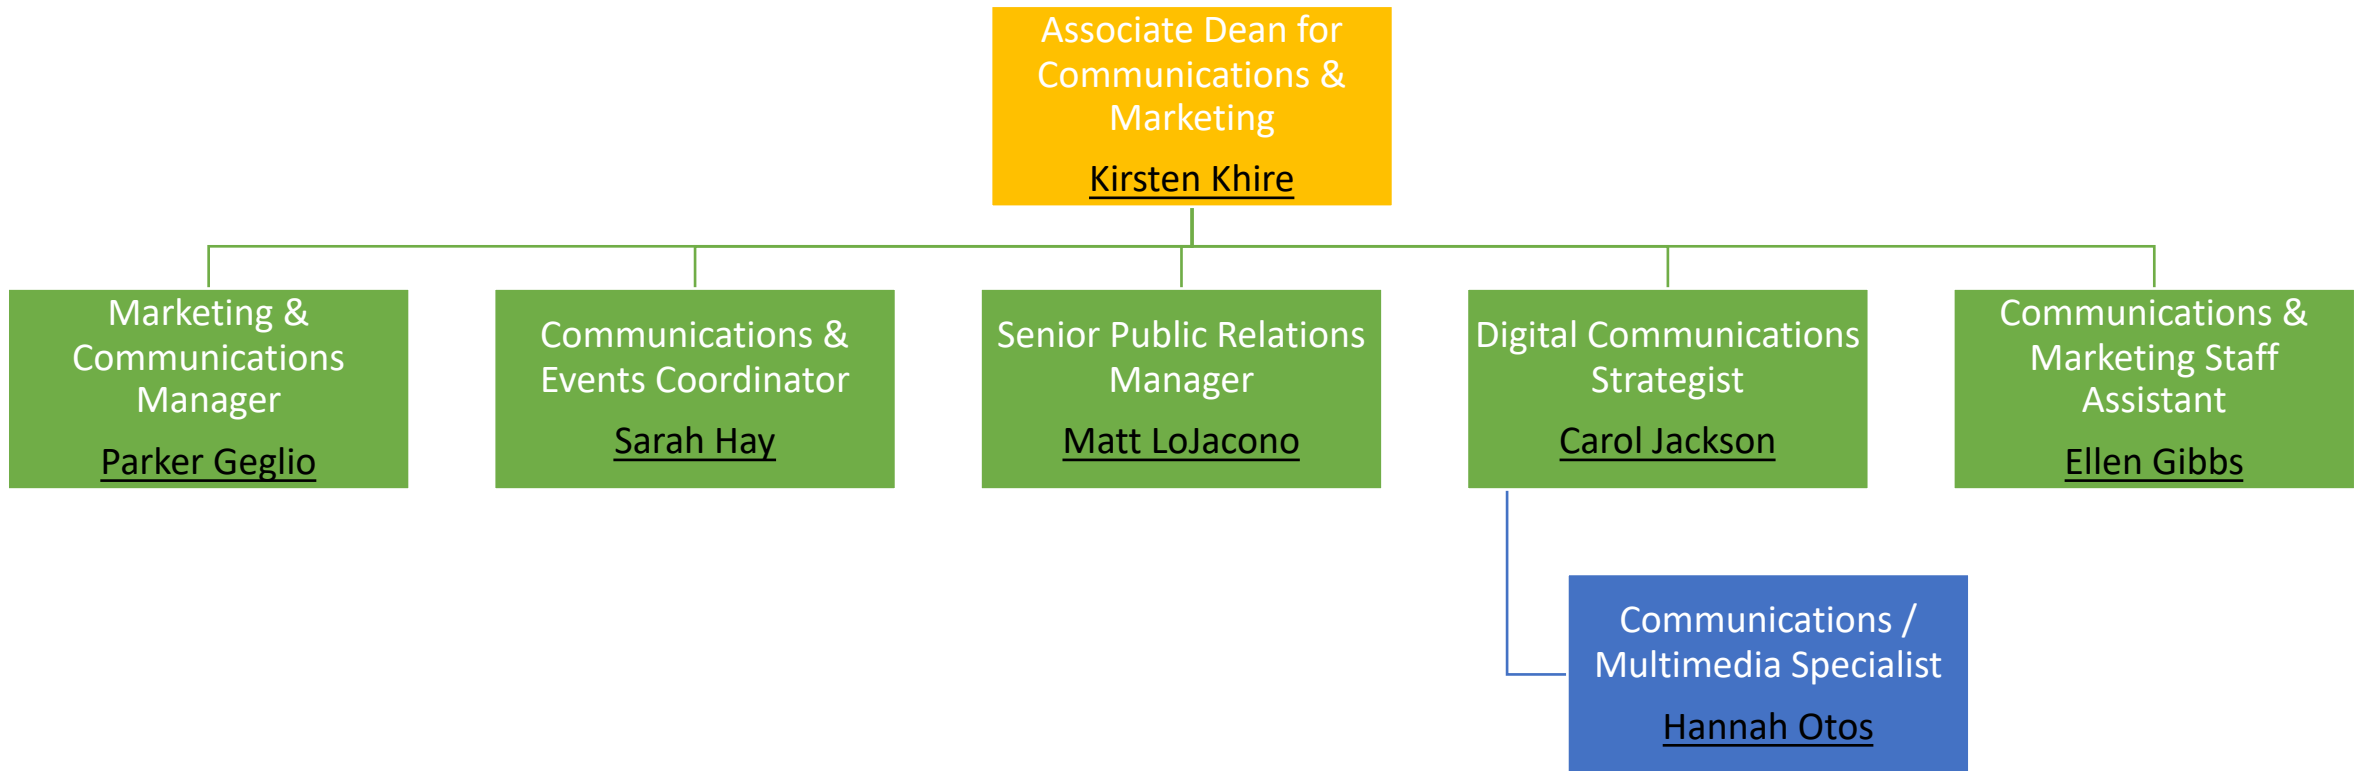 Associate Dean for
Communications &
Marketing
Kirsten Khire
Marketing &
Communications
Manager
Parker Geglio
Communications &
Events Coordinator
Sarah Hay
Senior Public Relations
Manager
Matt LoJacono
Digital Communications
Strategist
Carol Jackson
Communications &
Marketing Staff
Assistant
Ellen Gibbs
Communications /
Multimedia Specialist
Hannah Otos